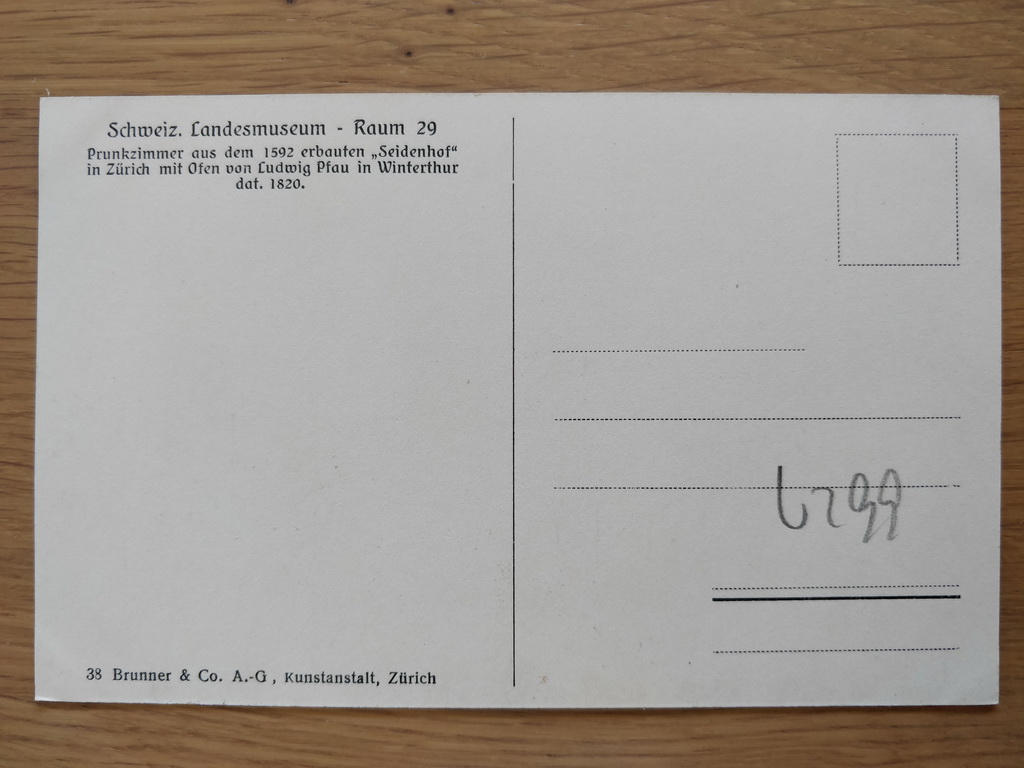 Schweiz. Landesmuseum - Raum 29
Prunkzimmer aus dem 1592 erbauten „Seidenhof“
in Zürich mit Ofen von Ludwig Pfau in Winterthur
dat. 1820.
38 Brunner & Co. A.-G, Kunstanstalt, Zürich